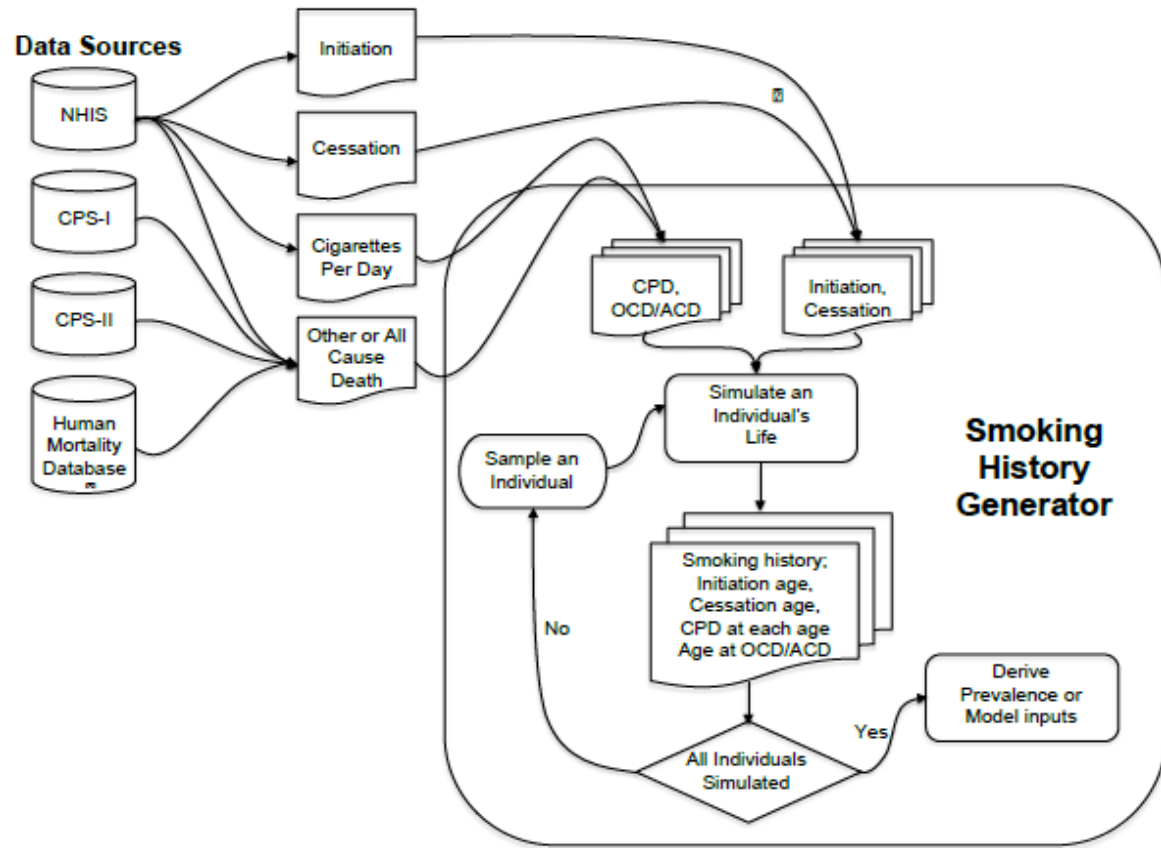 Data Sources
NHIS
CPS-I
CPS-II
Human
Mortality
Database
Initiation
Cessation
Cigarettes
Per Day
Other or All
Cause
Death
CPD,
OCD/ACD
Initiation,
Cessation
Simulate an
Individual's
Life
Sample an
Individual
Smoking
History
Generator
Smoking history;
Initiation age,
Cessation age,
CPD at each age
Age at OCD/ACD
No
All Individuals
Simulated
Yes
Derive
Prevalence or
Model inputs